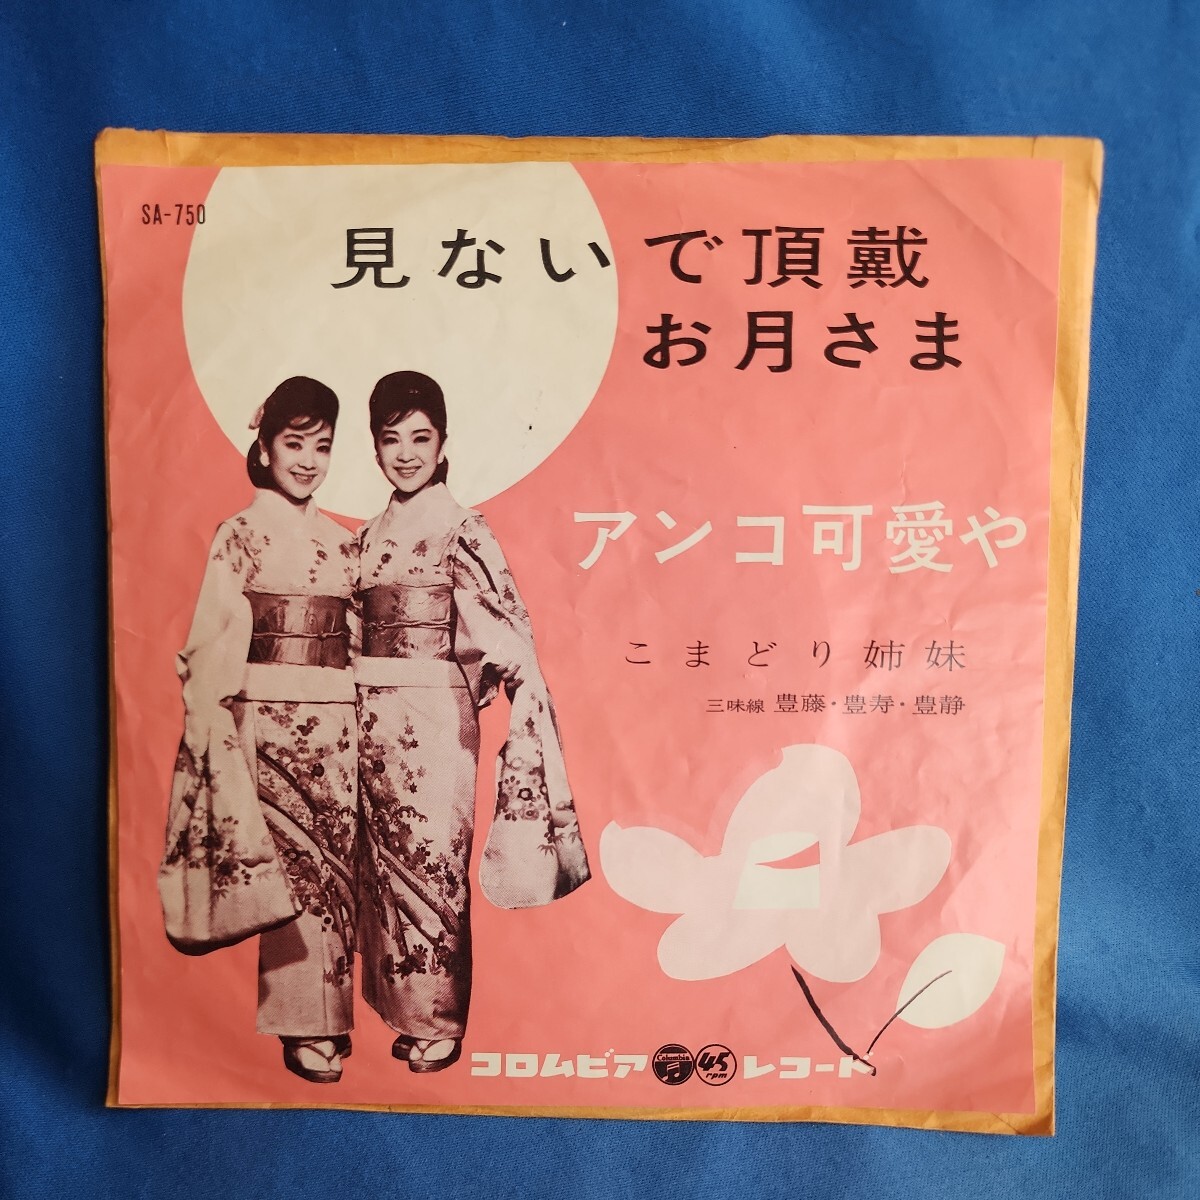 SA-750
見ないで頂戴
お月さま
アンコ可愛や
こまどり姉妹
三味線 豊藤・豊寿・豊静
コロムビア Columbia 45 rpm レコード